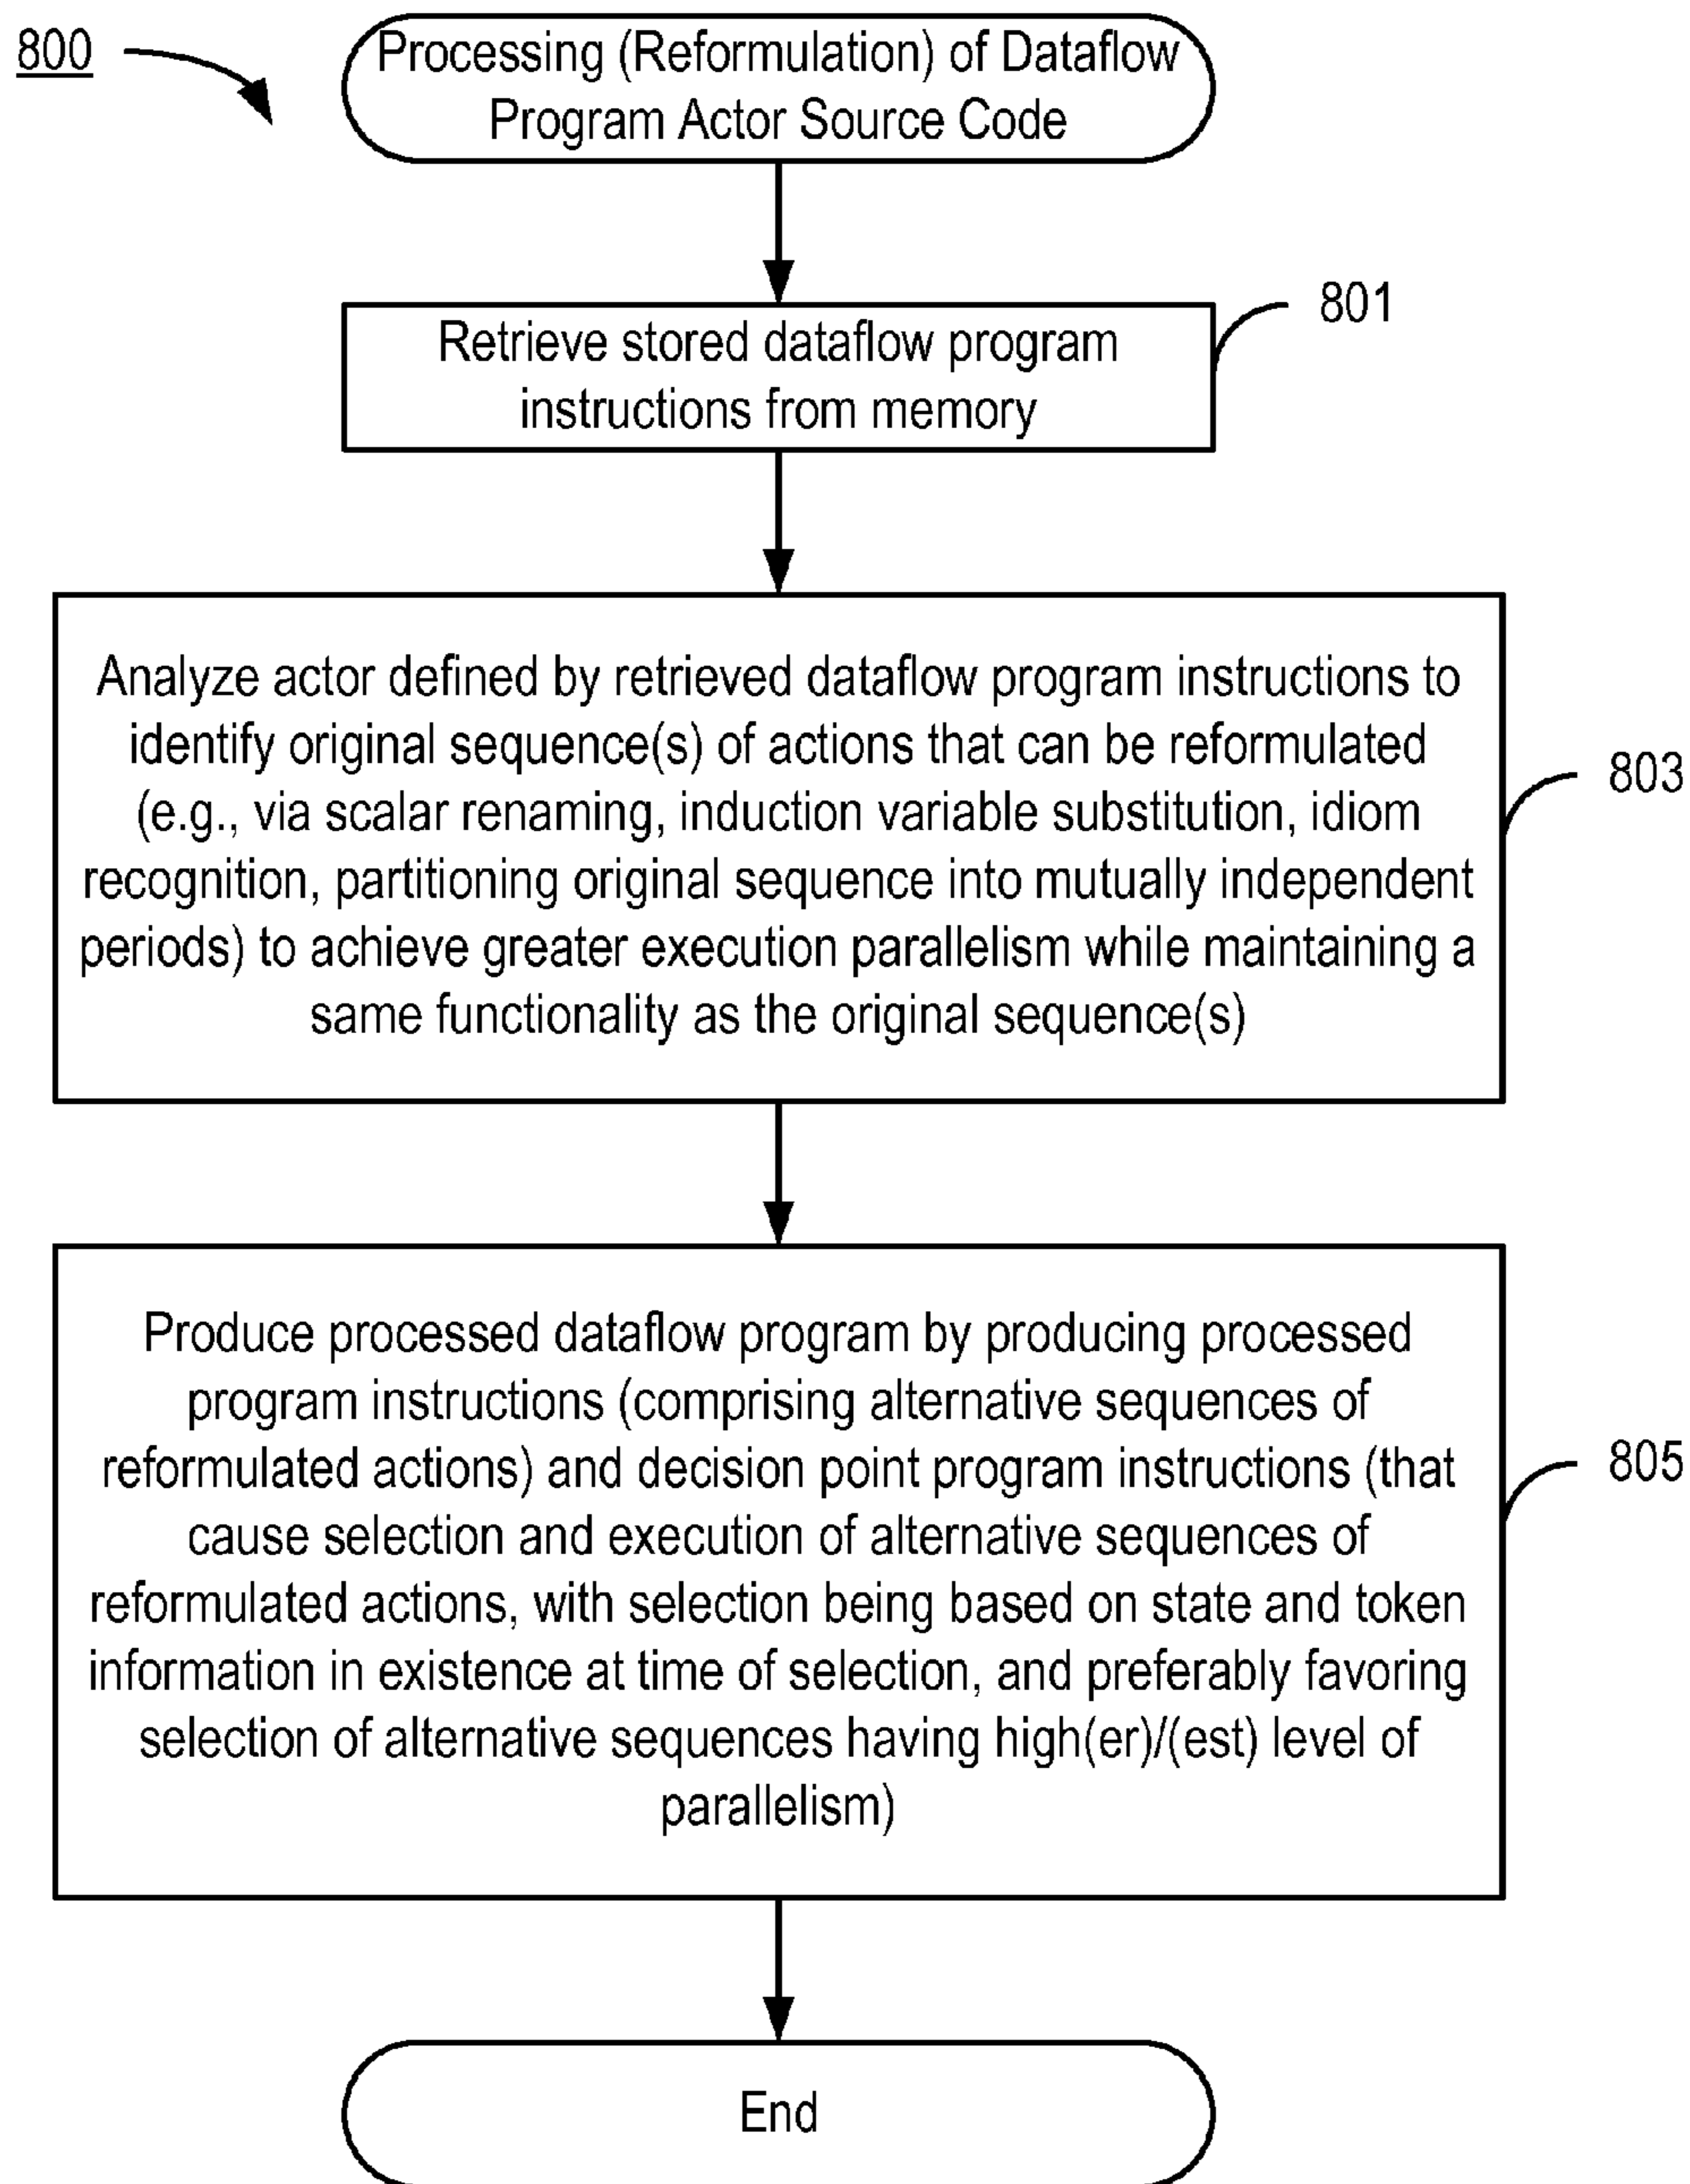 800
Processing (Reformulation) of Dataflow
Program Actor Source Code
801
Retrieve stored dataflow program
instructions from memory
Analyze actor defined by retrieved dataflow program instructions to
identify original sequence(s) of actions that can be reformulated
(e.g., via scalar renaming, induction variable substitution, idiom
recognition, partitioning original sequence into mutually independent
periods) to achieve greater execution parallelism while maintaining a
same functionality as the original sequence(s)
803
Produce processed dataflow program by producing processed
program instructions (comprising alternative sequences of
reformulated actions) and decision point program instructions (that
cause selection and execution of alternative sequences of
reformulated actions, with selection being based on state and token
information in existence at time of selection, and preferably favoring
selection of alternative sequences having high(er)/(est) level of
parallelism)
805
End